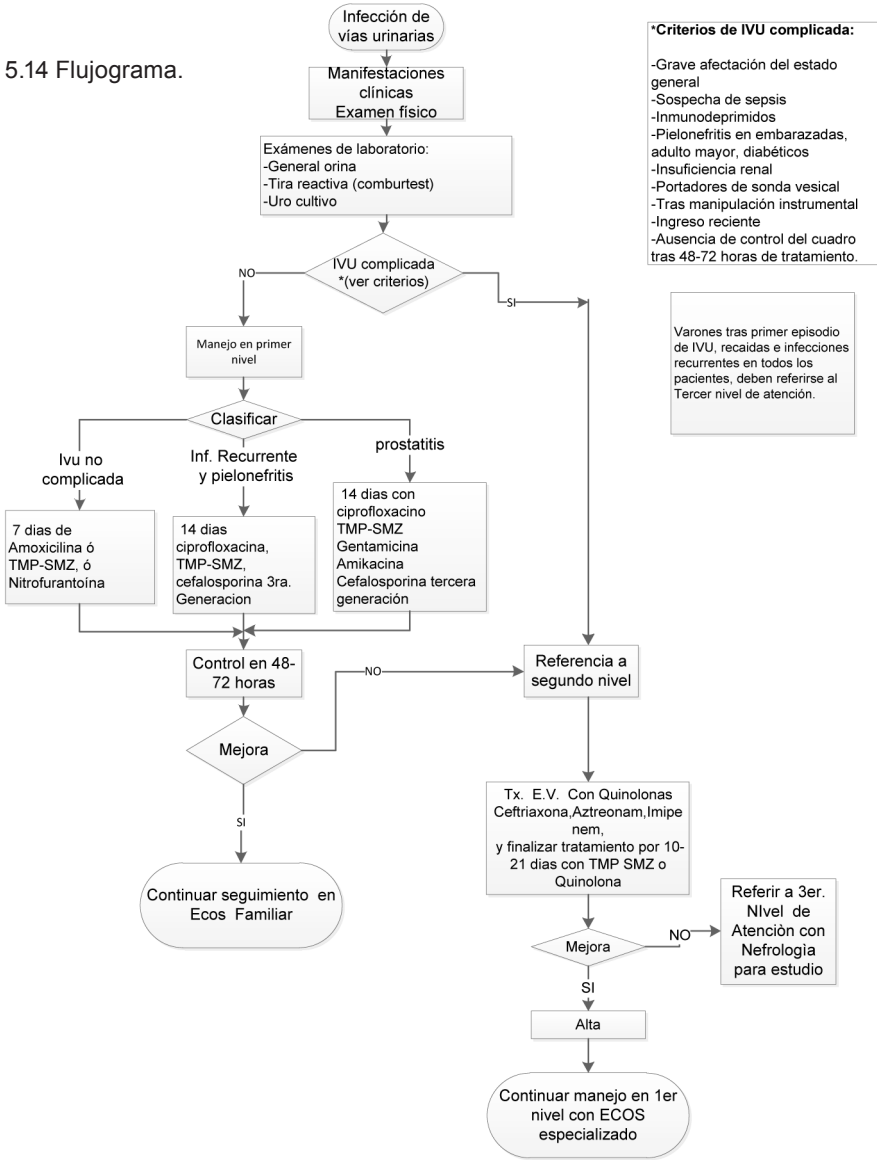 5.14 Flujograma.
Infección de
vías urinarias
Manifestaciones
clínicas
Examen físico
Exámenes de laboratorio:
-General orina
-Tira reactiva (comburtest)
-Uro cultivo
IVU complicada
*(ver criterios)
NO
SI
*Criterios de IVU complicada:
-Grave afectación del estado
general
-Sospecha de sepsis
-Inmunodeprimidos
-Pielonefritis en embarazadas,
adulto mayor, diabéticos
-Insuficiencia renal
-Portadores de sonda vesical
-Tras manipulación instrumental
-Ingreso reciente
-Ausencia de control del cuadro
tras 48-72 horas de tratamiento.
Varones tras primer episodio
de IVU, recaidas e infecciones
recurrentes en todos los
pacientes, deben referirse al
Tercer nivel de atención.
Manejo en primer
nivel
Clasificar
Ivu no
complicada
Inf. Recurrente
y pielonefritis
prostatitis
7 dias de
Amoxicilina ó
TMP-SMZ, ó
Nitrofurantoína
14 dias
ciprofloxacina,
TMP-SMZ,
cefalosporina 3ra.
Generacion
14 dias con
ciprofloxacino
TMP-SMZ
Gentamicina
Amikacina
Cefalosporina tercera
generación
Control en 48-
72 horas
NO
Referencia a
segundo nivel
Mejora
SI
Continuar seguimiento en
Ecos Familiar
Tx. E.V. Con Quinolonas
Ceftriaxona,Aztreonam,Imipe
nem,
y finalizar tratamiento por 10-
21 dias con TMP SMZ o
Quinolona
Mejora
NO
Referir a 3er.
NIvel de
Atenciòn con
Nefrologìa
para estudio
SI
Alta
Continuar manejo en 1er
nivel con ECOS
especializado